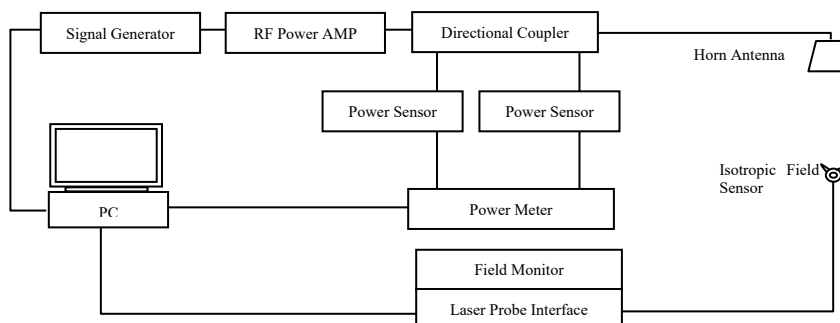 Signal Generator
RF Power AMP
Directional Coupler
Horn Antenna
Power Sensor
Power Sensor
Isotropic Field
Sensor
PC
Power Meter
Field Monitor
Laser Probe Interface